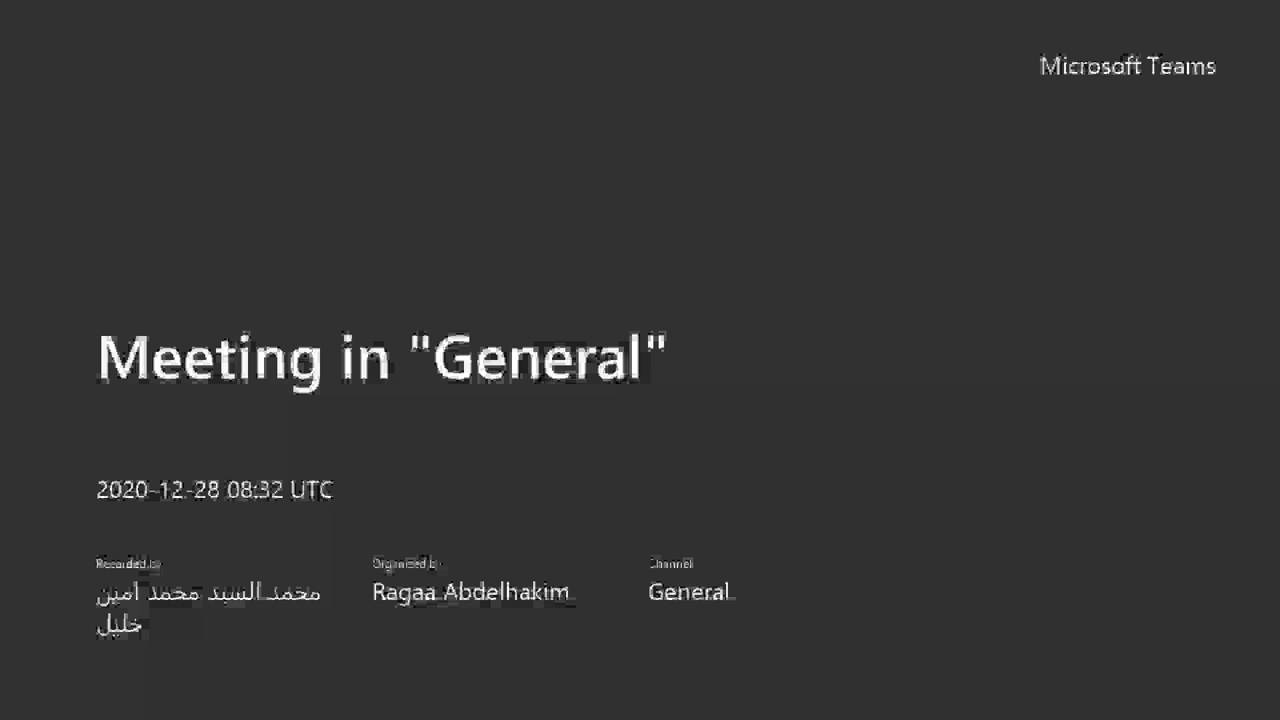 Microsoft Teams
Meeting in "General"
2020-12-28 08:32 UTC
Recorded by
محمد السيد محمد امين
خليل
Organized by
Ragaa Abdelhakim
Channel
General